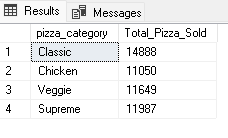 Results Messages
pizza_category Total_Pizza_Sold
1 Classic 14888
2 Chicken 11050
3 Veggie 11649
4 Supreme 11987